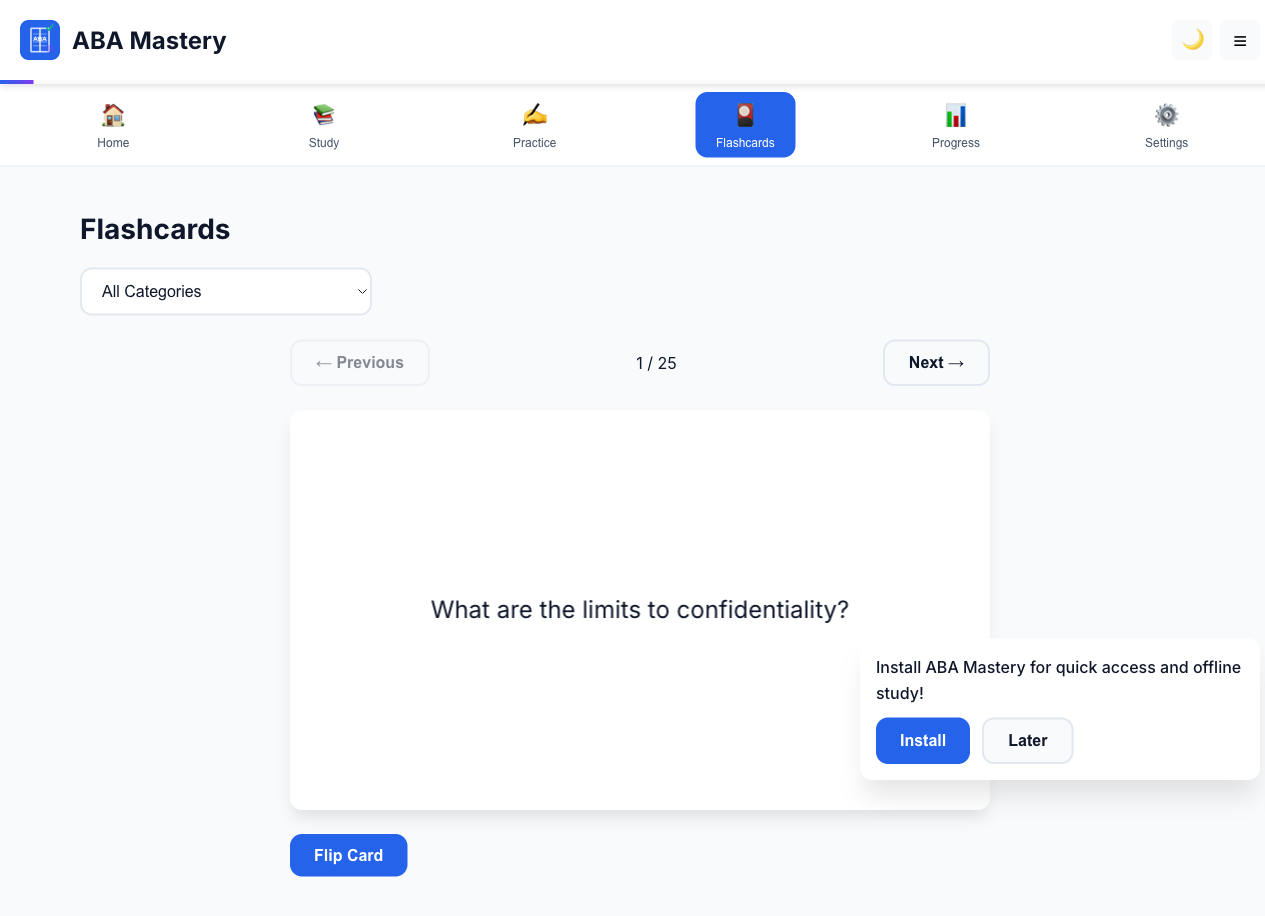 ABA
ABA Mastery
Home
Study
Practice
Flashcards
Progress
Settings
Flashcards
All Categories
← Previous
1 / 25
Next →
What are the limits to confidentiality?
Install ABA Mastery for quick access and offline
study!
Install
Later
Flip Card